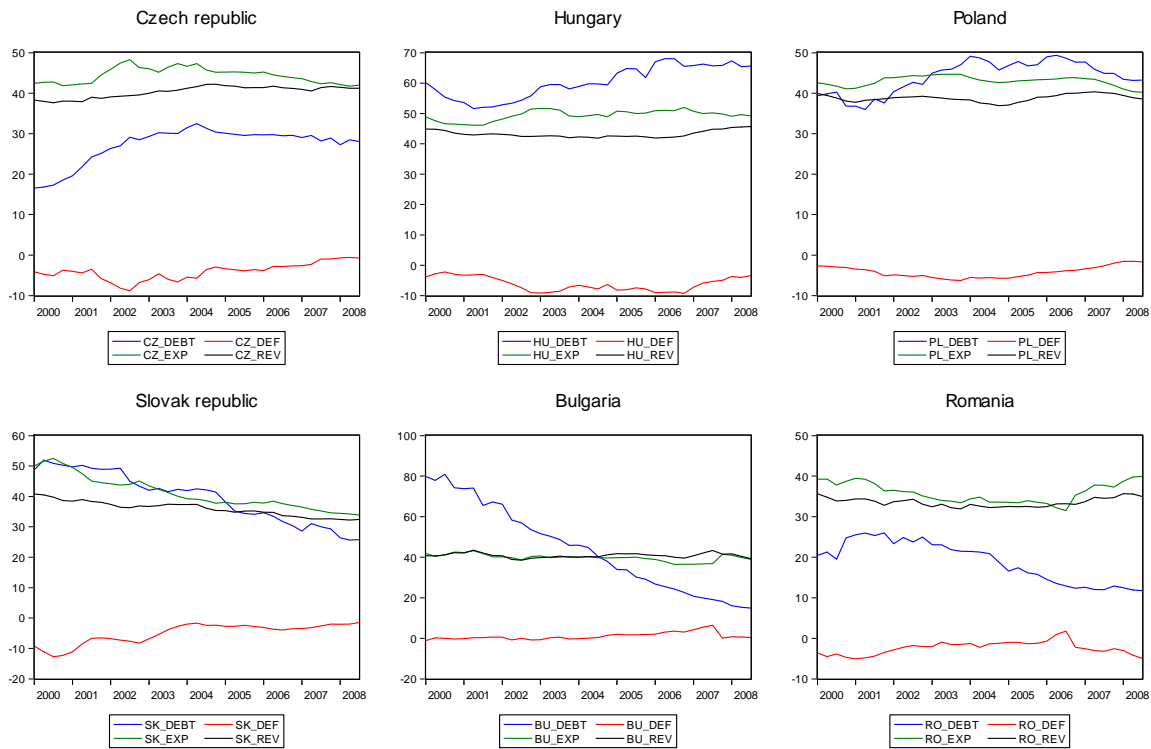 Czech republic
50
40
30
20
10
0
-10
2000 2001 2002 2003 2004 2005 2006 2007 2008
CZ_DEBT CZ_DEF
CZ_EXP CZ_REV
Hungary
70
60
50
40
30
20
10
0
-10
2000 2001 2002 2003 2004 2005 2006 2007 2008
HU_DEBT HU_DEF
HU_EXP HU_REV
Poland
50
40
30
20
10
0
-10
2000 2001 2002 2003 2004 2005 2006 2007 2008
PL_DEBT PL_DEF
PL_EXP PL_REV
Slovak republic
60
50
40
30
20
10
0
-10
-20
2000 2001 2002 2003 2004 2005 2006 2007 2008
SK_DEBT SK_DEF
SK_EXP SK_REV
Bulgaria
100
80
60
40
20
0
-20
2000 2001 2002 2003 2004 2005 2006 2007 2008
BU_DEBT BU_DEF
BU_EXP BU_REV
Romania
50
40
30
20
10
0
-10
2000 2001 2002 2003 2004 2005 2006 2007 2008
RO_DEBT RO_DEF
RO_EXP RO_REV